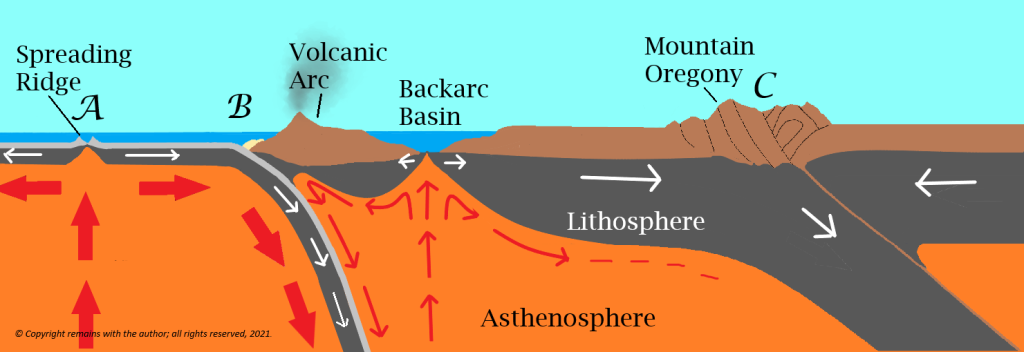 Spreading
Ridge
A
B
Volcanic
Arc
Backarc
Basin
Mountain
Oregony
C
Lithosphere
Asthenosphere
© Copyright remains with the author; all rights reserved, 2021.